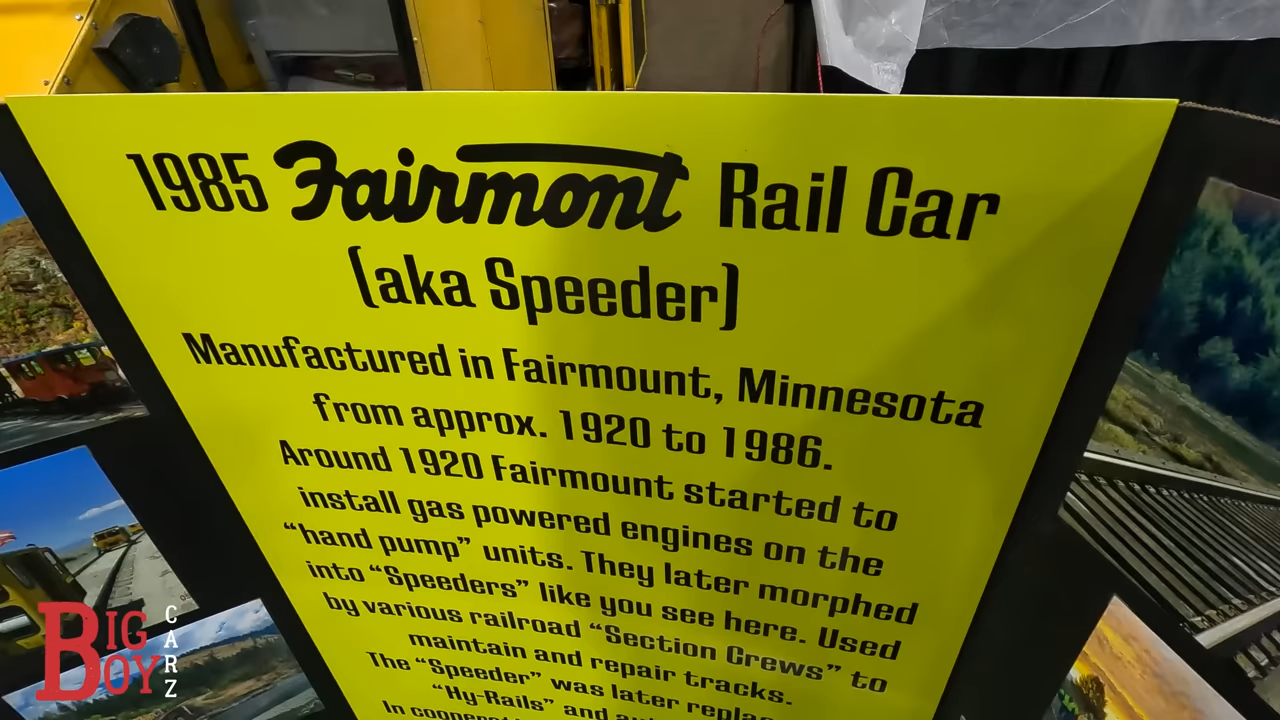 1985 Fairmont Rail Car
(aka Speeder)
Manufactured in Fairmount, Minnesota
from approx. 1920 to 1986.
Around 1920 Fairmount started to
install gas powered engines on the
“hand pump” units. They later morphed
into “Speeders” like you see here. Used
by various railroad “Section Crews” to
maintain and repair tracks.
The “Speeder” was later
“Hy-Rails” and
In
BIG BOY CARZ